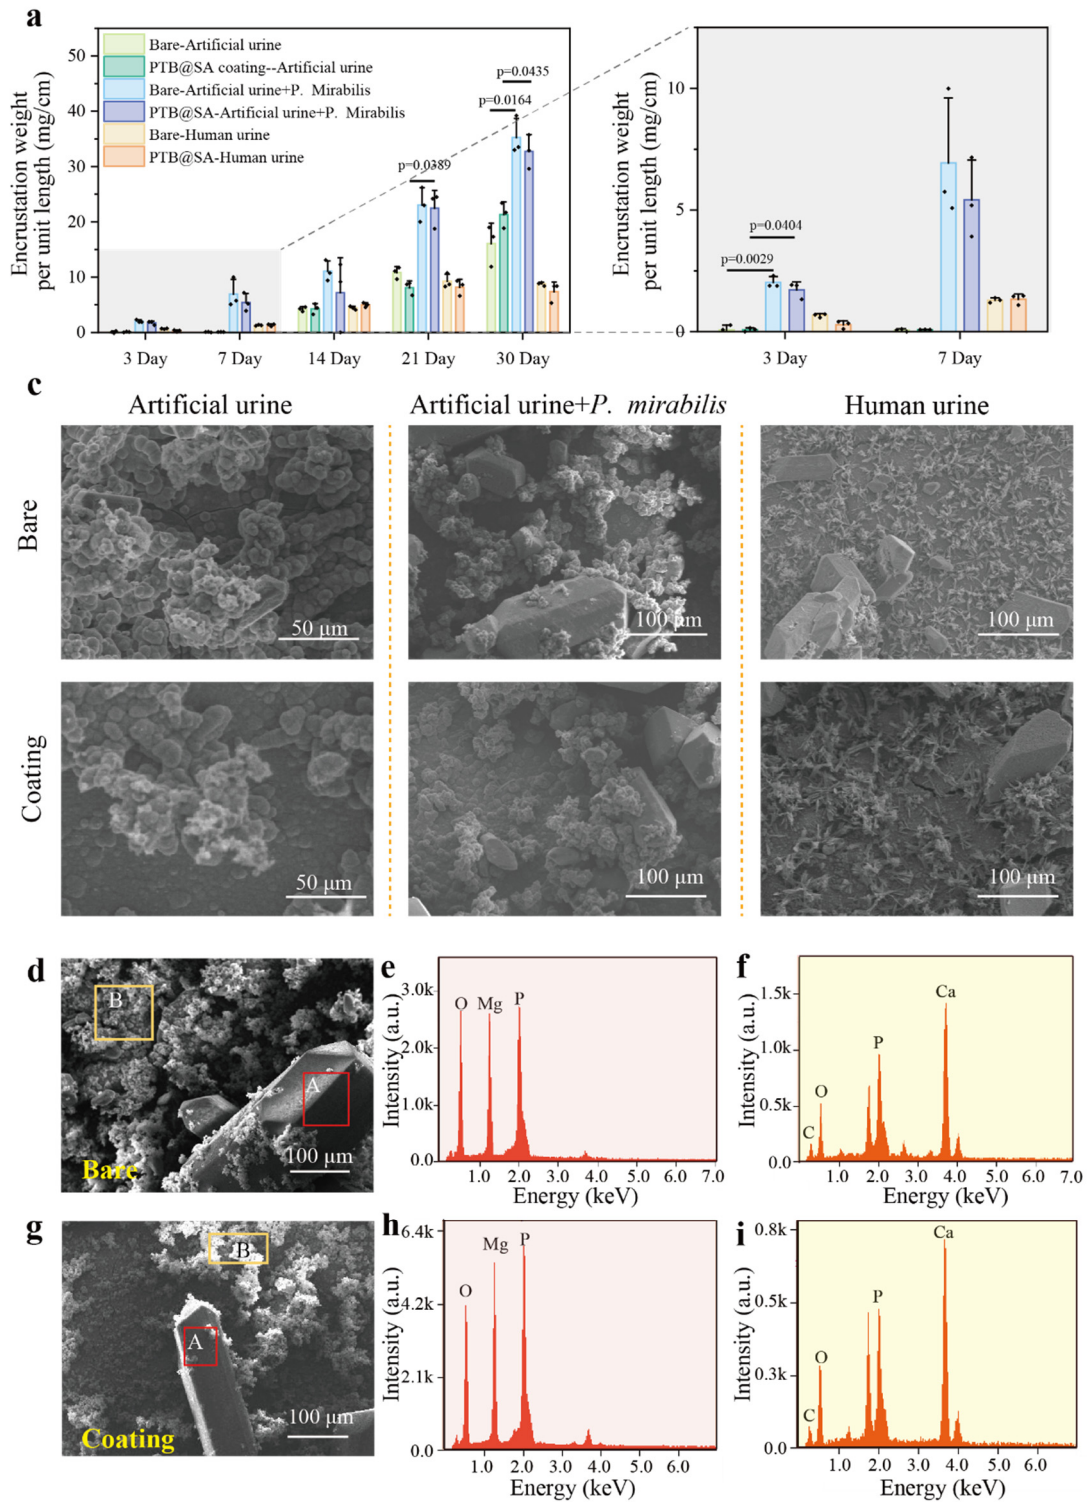 a
Encrustation weight
per unit length (mg/cm)
50
40
30
20
10
0
Bare-Artificial urine
PTB@SA coating--Artificial urine
Bare-Artificial urine+P. Mirabilis
PTB@SA-Artificial urine+P. Mirabilis
Bare-Human urine
PTB@SA-Human urine
p=0.0389
p=0.0164
p=0.0435
3 Day
7 Day
14 Day
21 Day
30 Day
Encrustation weight
per unit length (mg/cm)
10
5
0
p=0.0029
p=0.0404
3 Day
7 Day
c
Artificial urine
Artificial urine+P. mirabilis
Human urine
Bare
50 μm
100 μm
100 μm
Coating
50 μm
100 μm
100 μm
d
B
A
Bare
100 μm
e
Intensity (a.u.)
3.0k
2.0k
1.0k
0.0
O
Mg
P
1.0
2.0
3.0
4.0
5.0
6.0
7.0
Energy (keV)
f
Intensity (a.u.)
1.5k
1.0k
0.5k
0.0
C
O
P
Ca
1.0
2.0
3.0
4.0
5.0
6.0
7.0
Energy (keV)
g
B
A
Coating
100 μm
h
Intensity (a.u.)
6.4k
4.2k
2.1k
0.0
O
Mg
P
1.0
2.0
3.0
4.0
5.0
6.0
Energy (keV)
i
Intensity (a.u.)
0.8k
0.5k
0.3k
0.0
C
O
P
Ca
1.0
2.0
3.0
4.0
5.0
6.0
Energy (keV)